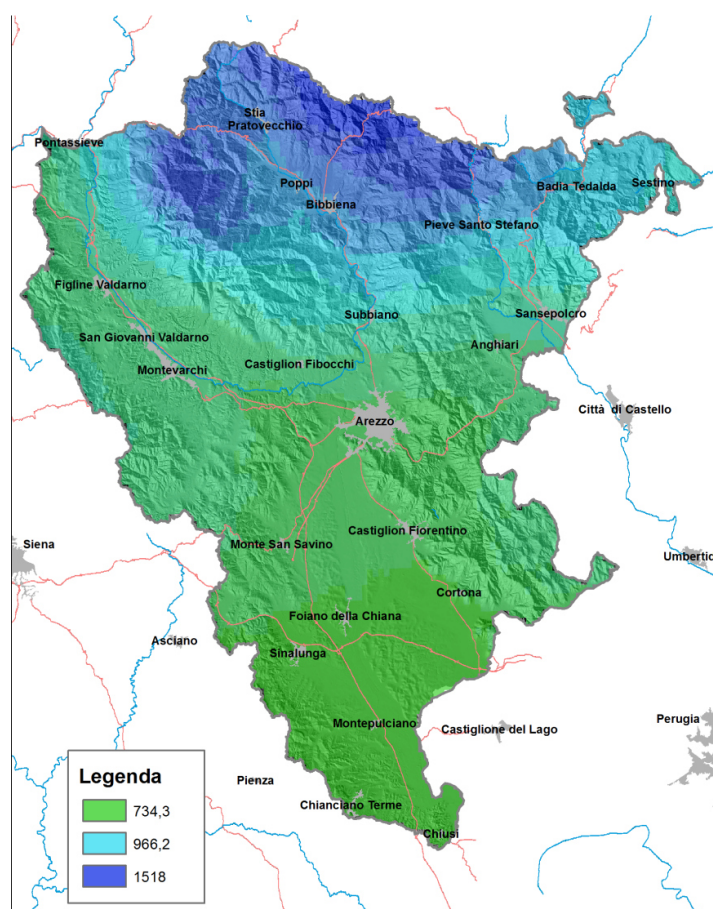 Stia
Pratovecchio
Pontassieve
Poppi
Bibbiena
Badia Tedalda
Sestino
Pieve Santo Stefano
Figline Valdarno
Subbiano
Sansepolcro
San Giovanni Valdarno
Anghiari
Montevarchi
Castiglion Fibocchi
Città di Castello
Arezzo
Siena
Monte San Savino
Castiglion Fiorentino
Umbertid
Cortona
Foiano della Chiana
Asciano
Sinalunga
Montepulciano
Castiglione del Lago
Perugia
Pienza
Chianciano Terme
Chiusi
Legenda
734,3
966,2
1518